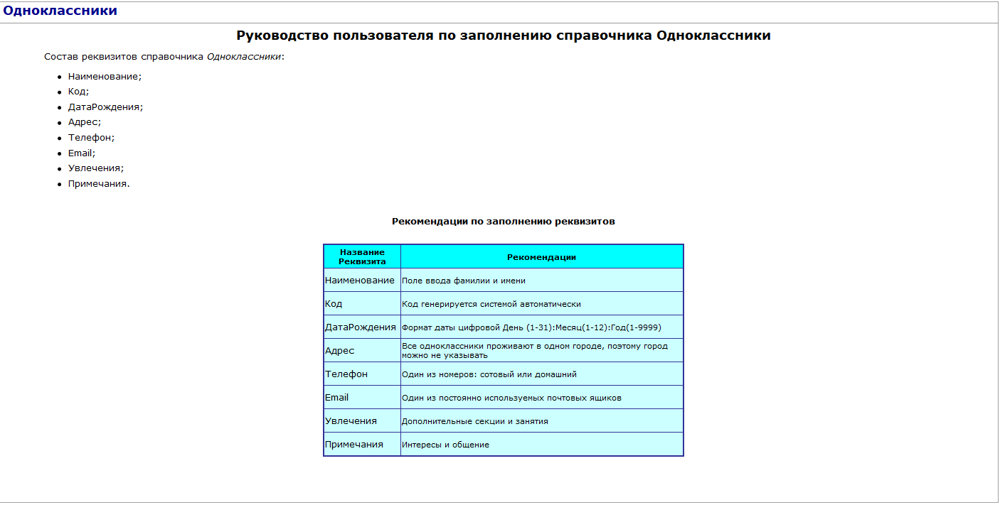 Одноклассники
Руководство пользователя по заполнению справочника Одноклассники
Состав реквизитов справочника Одноклассники:
• Наименование;
• Код;
• ДатаРождения;
• Адрес;
• Телефон;
• Email;
• Увлечения;
• Примечания.
Рекомендации по заполнению реквизитов
Название
Реквизита
Рекомендации
Наименование
Поле ввода фамилии и имени
Код
Код генерируется системой автоматически
ДатаРождения
Формат даты цифровой День (1-31):Месяц(1-12):Год(1-9999)
Адрес
Все одноклассники проживают в одном городе, поэтому город
можно не указывать
Телефон
Один из номеров: сотовый или домашний
Email
Один из постоянно используемых почтовых ящиков
Увлечения
Дополнительные секции и занятия
Примечания
Интересы и общение